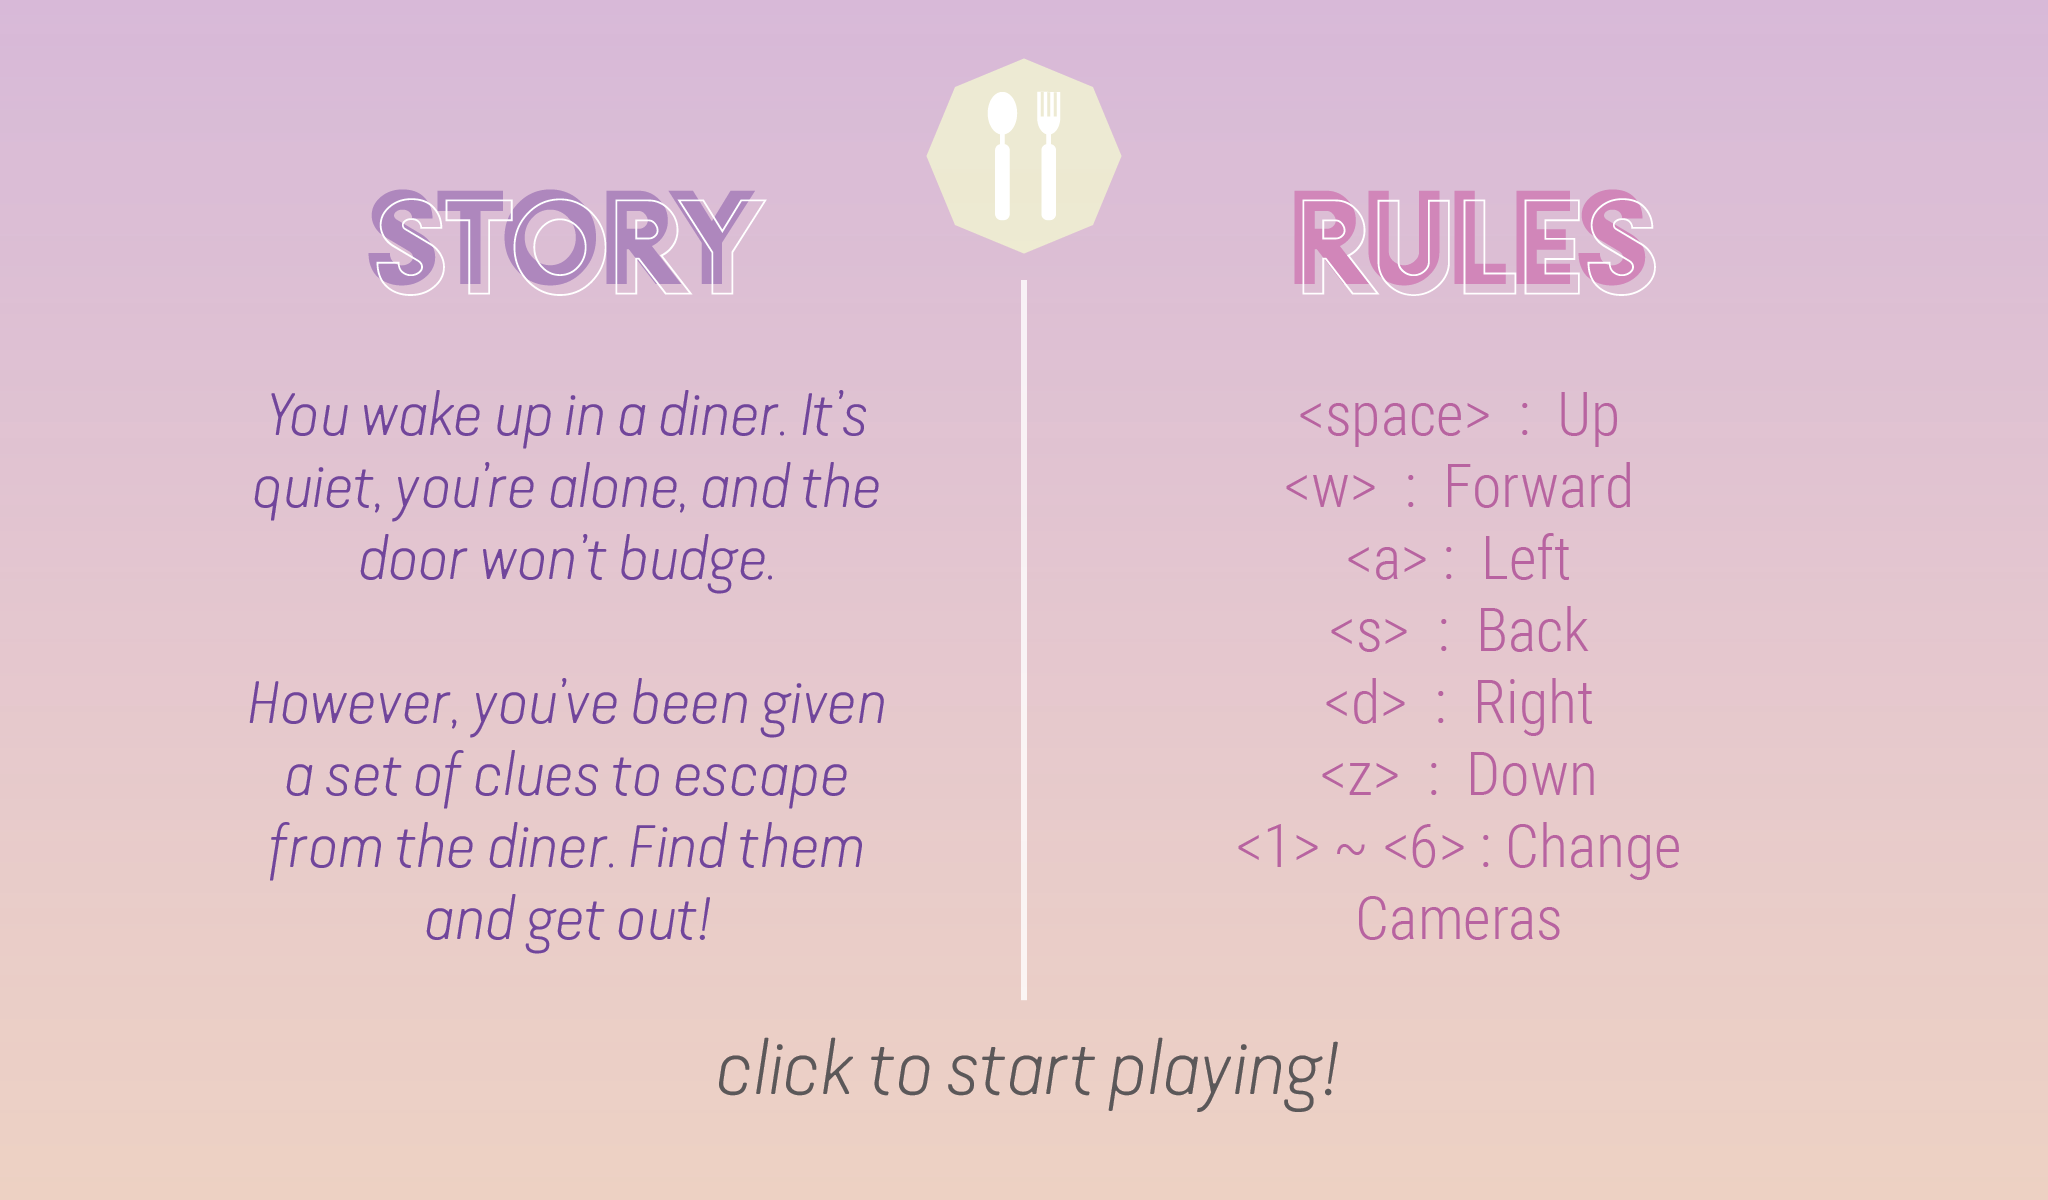 STORY
You wake up in a diner. It’s
quiet, you’re alone, and the
door won’t budge.
However, you’ve been given
a set of clues to escape
from the diner. Find them
and get out!
RULES
<space> : Up
<w> : Forward
<a> : Left
<s> : Back
<d> : Right
<z> : Down
<1> ~ <6> : Change
Cameras
click to start playing!